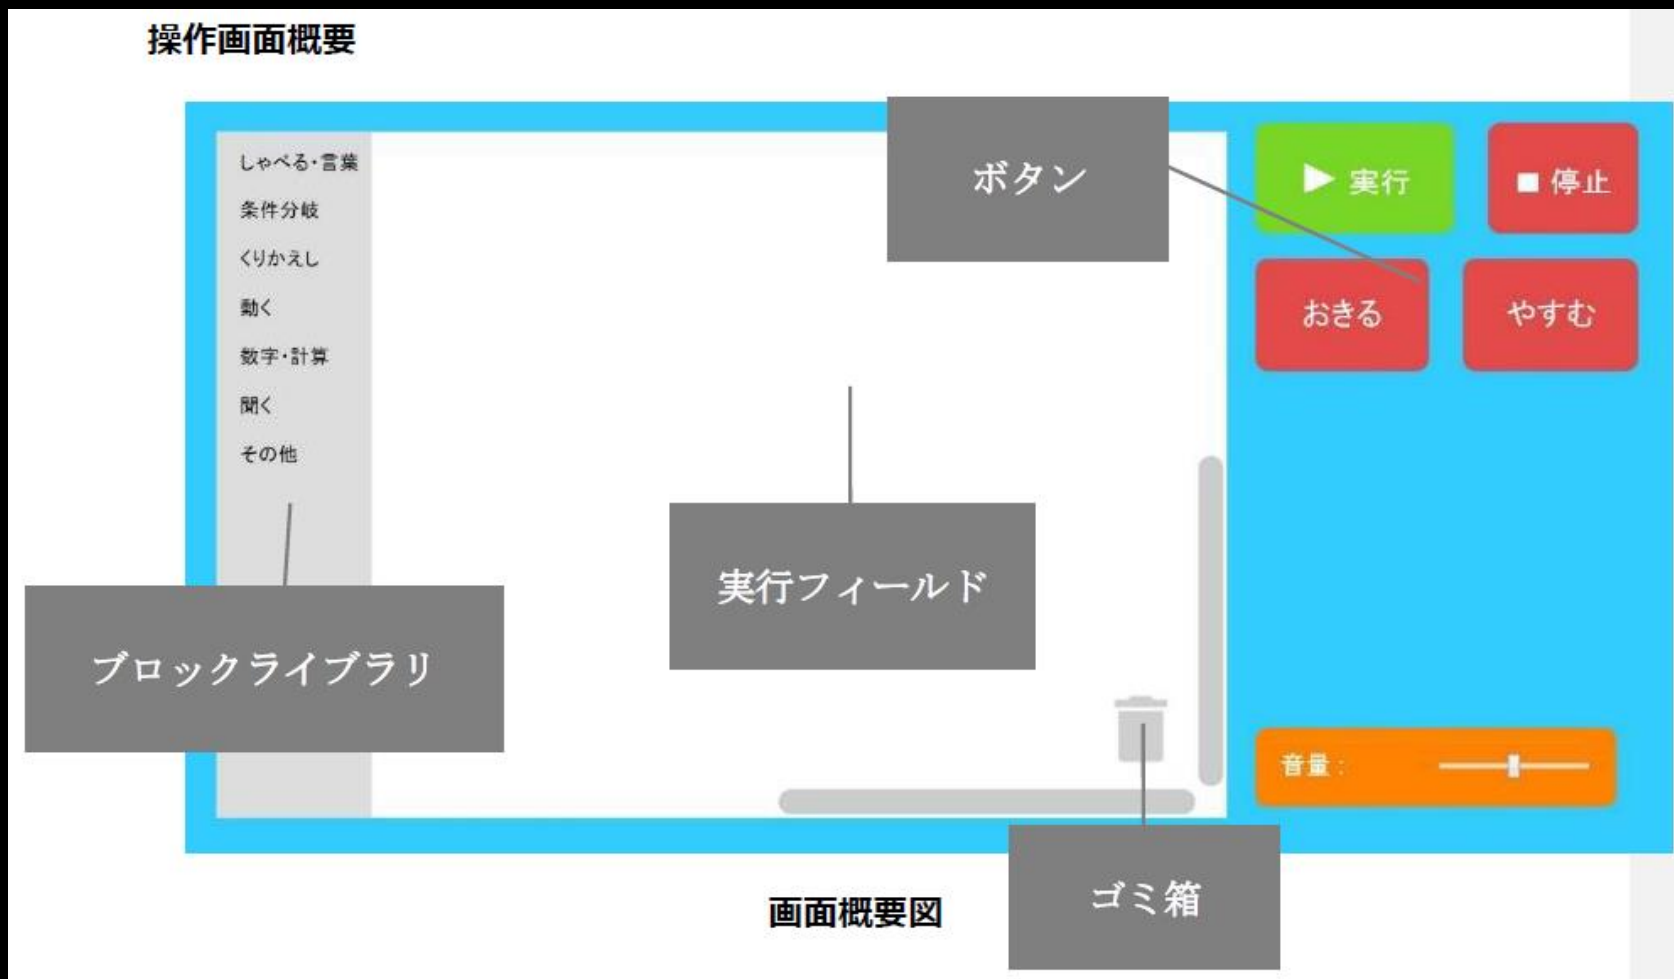 操作画面概要
しゃべる・言葉
条件分岐
くりかえし
動く
数字・計算
聞く
その他
ブロックライブラリ
実行フィールド
ボタン
▶ 実行
■ 停止
おきる
やすむ
音量:
ゴミ箱
画面概要図